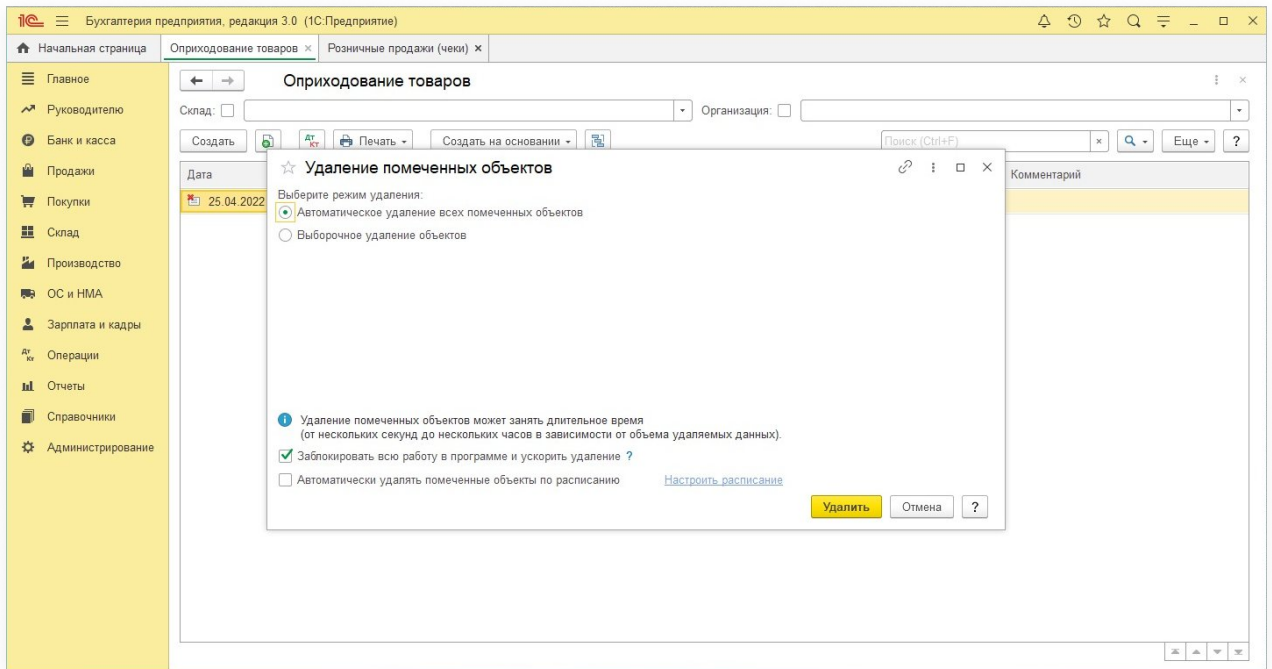 1С Бухгалтерия предприятия, редакция 3.0 (1С:Предприятие)
Начальная страница Оприходование товаров × Розничные продажи (чеки) ×
Главное
Руководителю
Банк и касса
Продажи
Покупки
Склад
Производство
ОС и НМА
Зарплата и кадры
Дт Кт Операции
Отчеты
Справочники
Администрирование
Оприходование товаров
Склад: Организация:
Создать Дт Кт Печать Создать на основании Поиск (Ctrl+F) × Еще ?
Дата Комментарий
25.04.2022
Удаление помеченных объектов
Выберите режим удаления:
Автоматическое удаление всех помеченных объектов
Выборочное удаление объектов
Удаление помеченных объектов может занять длительное время
(от нескольких секунд до нескольких часов в зависимости от объема удаляемых данных).
Заблокировать всю работу в программе и ускорить удаление ?
Автоматически удалять помеченные объекты по расписанию Настроить расписание
Удалить Отмена ?